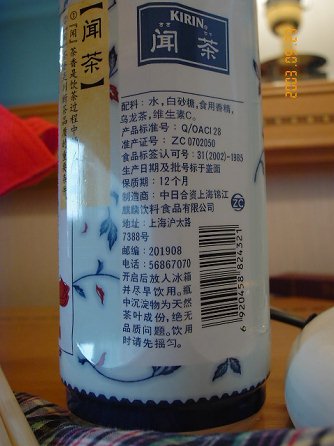 KIRIN
闻茶
配料：水，白砂糖，食用香精，
乌龙茶，维生素C。
产品标准号：Q/OACI 28
卫生许可证号：ZC 0702050
食品标签认可号：31(2002)-1985
生产日期及批号标于盖面
保质期：12个月
制造商：中日合资上海锦江
麒麟饮料食品有限公司
地址：上海沪太路
7388号
邮编：201908
电话：56867070
开启后放入冰箱
并尽早饮用。瓶
中沉淀物为天然
茶叶成份，绝无
品质问题。饮用
时请先摇匀。
ZC
6 920458 824321
【闻茶】
①『闻』茶香是饮茶过程中